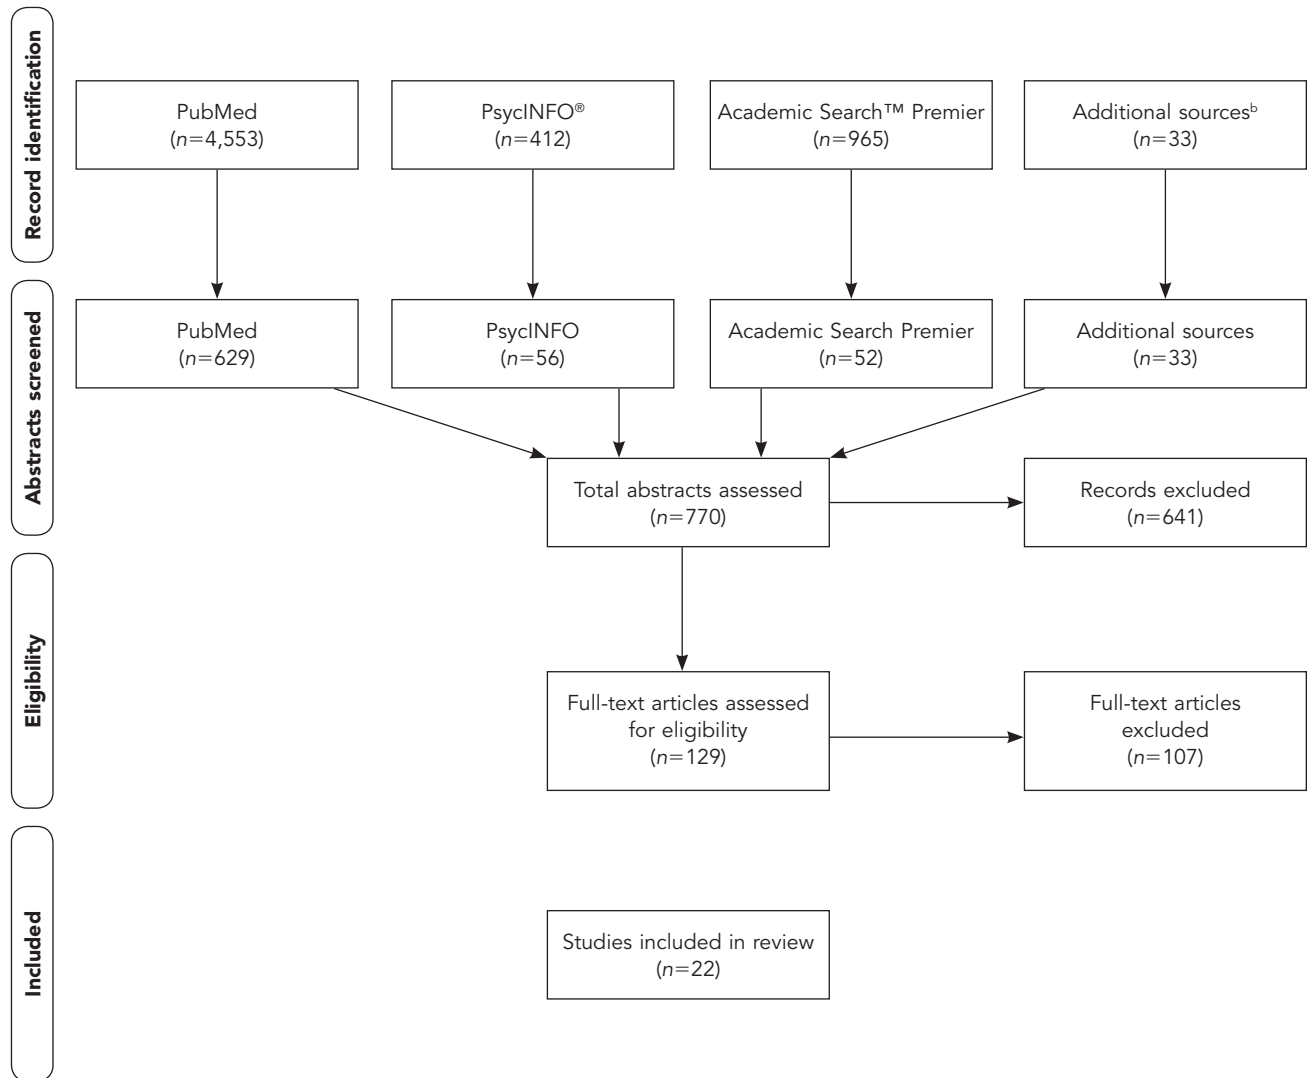 Record identification
PubMed
(n=4,553)
PsycINFO®
(n=412)
Academic Search™ Premier
(n=965)
Additional sourcesᵇ
(n=33)
Abstracts screened
PubMed
(n=629)
PsycINFO
(n=56)
Academic Search Premier
(n=52)
Additional sources
(n=33)
Total abstracts assessed
(n=770)
Records excluded
(n=641)
Eligibility
Full-text articles assessed
for eligibility
(n=129)
Full-text articles
excluded
(n=107)
Included
Studies included in review
(n=22)